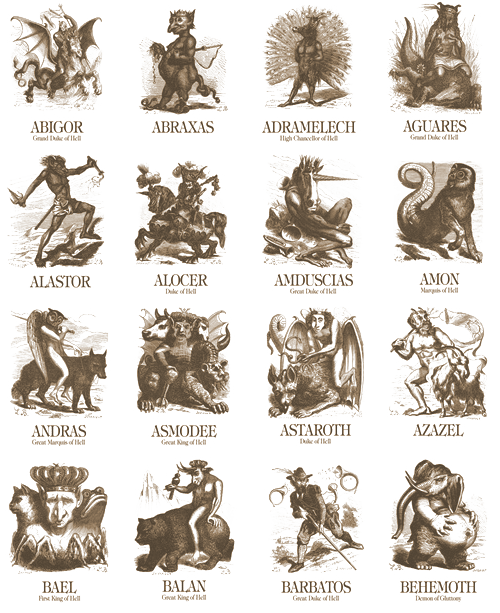 ABIGOR
Grand Duke of Hell
ABRAXAS
ADRAMELECH
High Chancellor of Hell
AGUARES
Grand Duke of Hell
ALASTOR
ALOCER
Duke of Hell
AMDUSCIAS
Great Duke of Hell
AMON
Marquis of Hell
ANDRAS
Great Marquis of Hell
ASMODEE
Great King of Hell
ASTAROTH
Duke of Hell
AZAZEL
BAEL
First King of Hell
BALAN
Great King of Hell
BARBATOS
Great Duke of Hell
BEHEMOTH
Demon of Gluttony